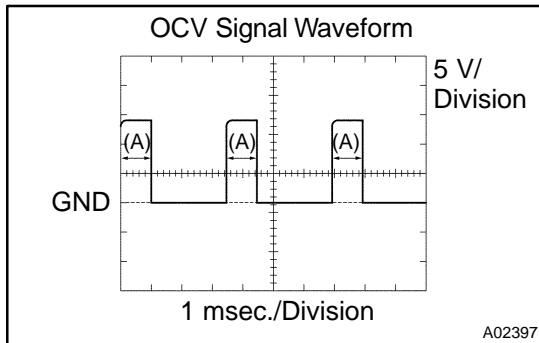 OCV Signal Waveform
5 V/
Division
(A)
(A)
(A)
GND
1 msec./Division
A02397